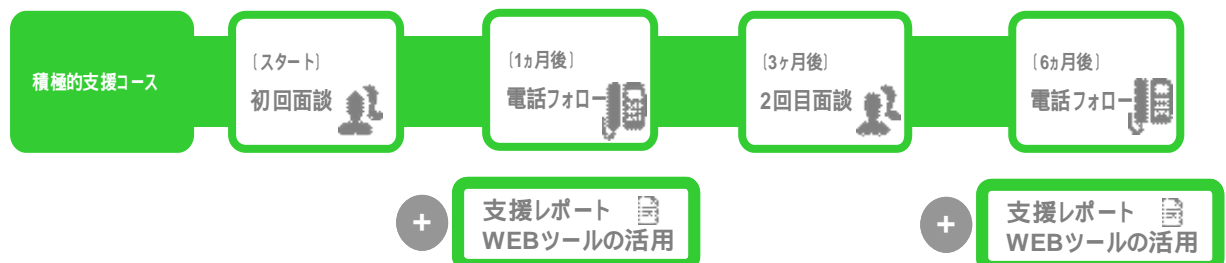 積極的支援コース
〔スタート〕
初回面談
〔1ヵ月後〕
電話フォロー
〔3ヶ月後〕
2回目面談
〔6ヵ月後〕
電話フォロー
+
支援レポート
WEBツールの活用
+
支援レポート
WEBツールの活用